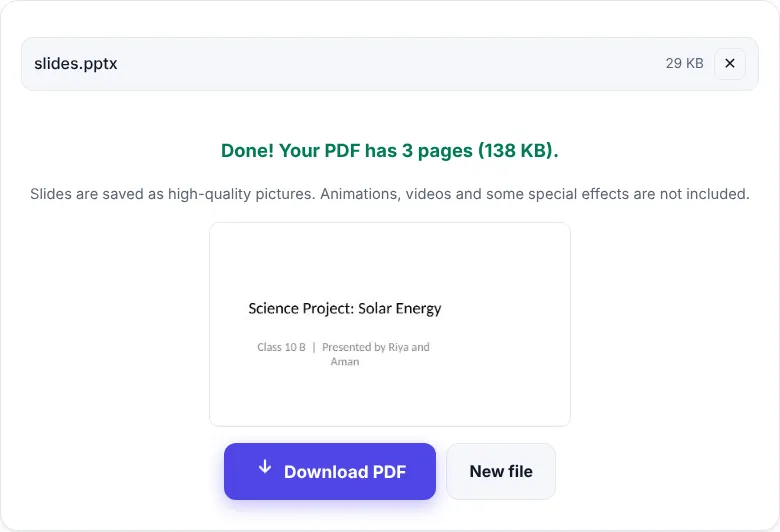 slides.pptx 29 KB ✕
Done! Your PDF has 3 pages (138 KB).
Slides are saved as high-quality pictures. Animations, videos and some special effects are not included.
Science Project: Solar Energy
Class 10 B | Presented by Riya and
Aman
Download PDF New file